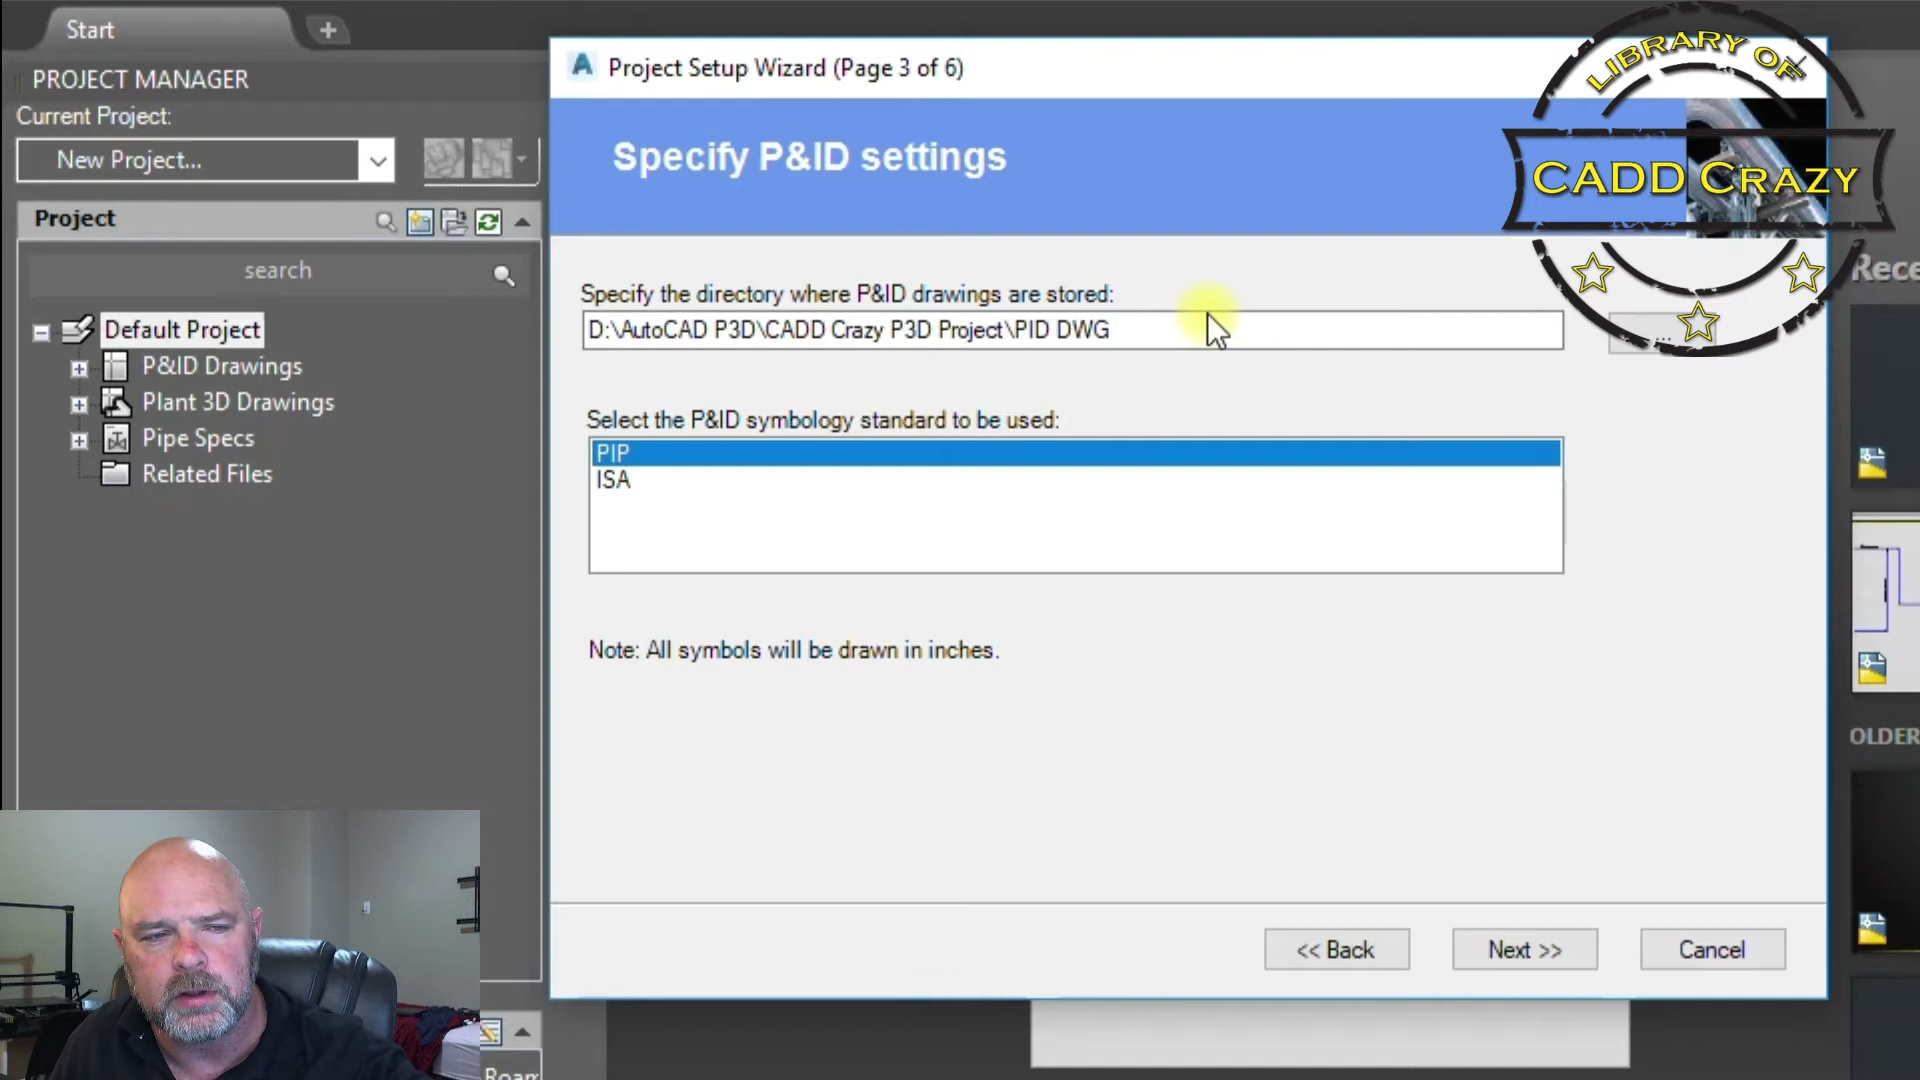 Start
PROJECT MANAGER
Current Project:
New Project...
Project
search
Default Project
P&ID Drawings
Plant 3D Drawings
Pipe Specs
Related Files
Project Setup Wizard (Page 3 of 6)
Specify P&ID settings
Specify the directory where P&ID drawings are stored:
D:\AutoCAD P3D\CADD Crazy P3D Project\PID DWG
...
Select the P&ID symbology standard to be used:
PIP
ISA
Note: All symbols will be drawn in inches.
<< Back
Next >>
Cancel
LIBRARY OF
CADD CRAZY
Rece
OLDER